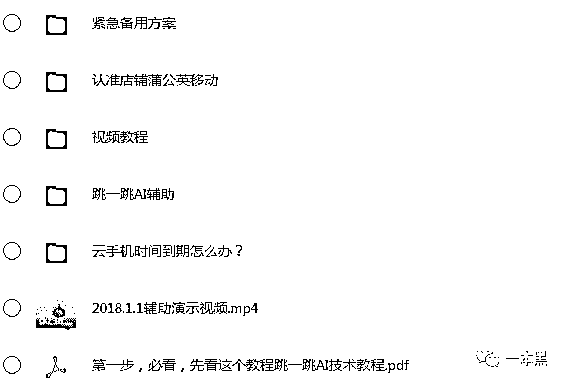 紧急备用方案
认准店铺蒲公英移动
视频教程
跳一跳AI辅助
云手机时间到期怎么办？
2018.1.1辅助演示视频.mp4
第一步，必看，先看这个教程跳一跳AI技术教程.pdf
一本黑